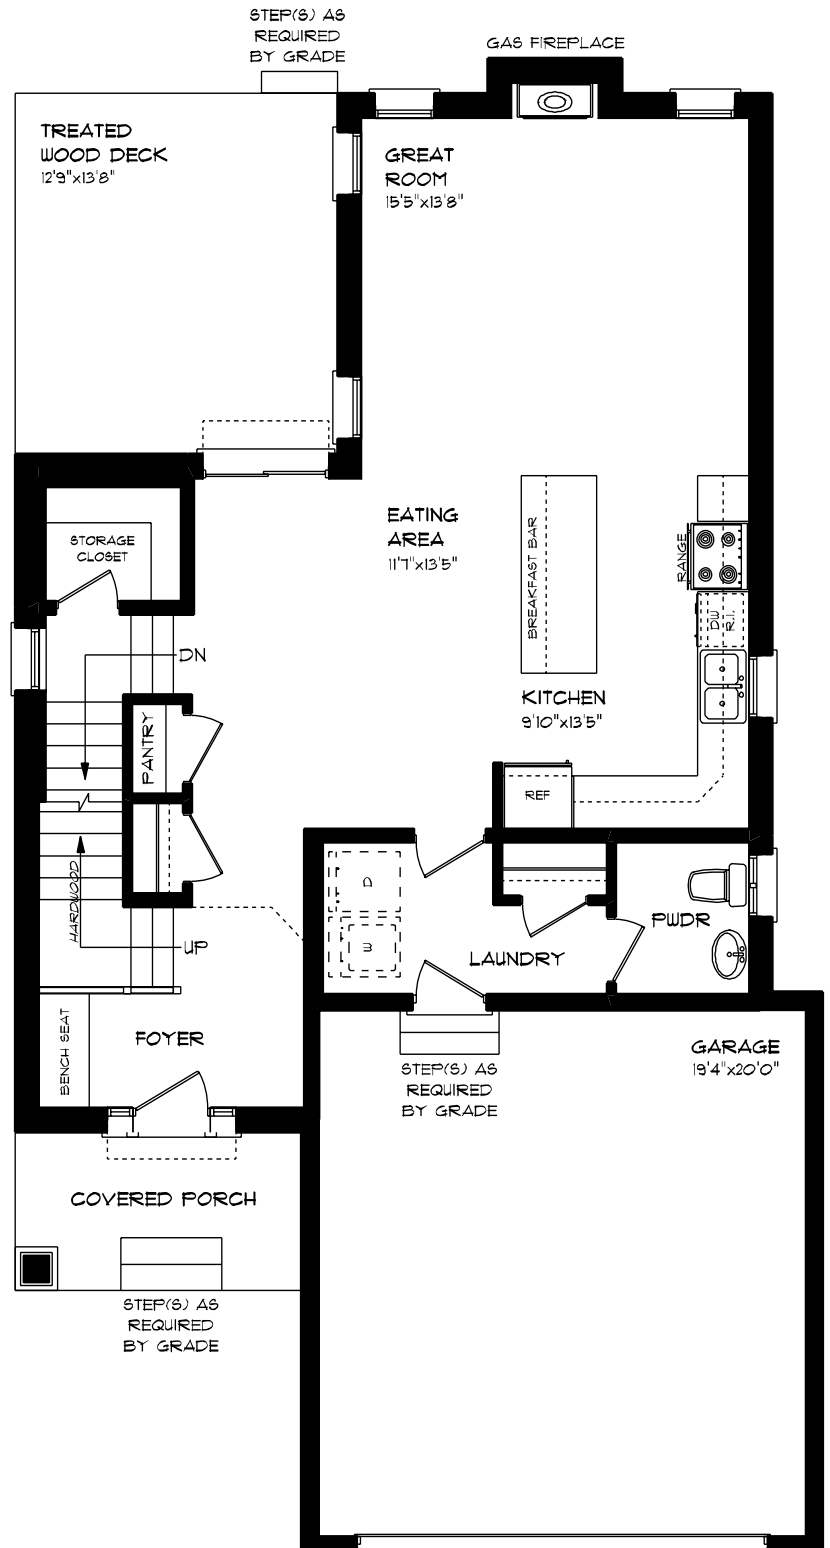 STEP(S) AS
REQUIRED
BY GRADE
GAS FIREPLACE
TREATED
WOOD DECK
12'9"x13'8"
GREAT
ROOM
15'5"x13'8"
STORAGE
CLOSET
EATING
AREA
11'7"x13'5"
BREAKFAST BAR
RANGE
DW
R.I.
DN
KITCHEN
9'10"x13'5"
PANTRY
REF
HARDWOOD
UP
D
W
LAUNDRY
PWDR
BENCH SEAT
FOYER
STEP(S) AS
REQUIRED
BY GRADE
GARAGE
19'4"x20'0"
COVERED PORCH
STEP(S) AS
REQUIRED
BY GRADE